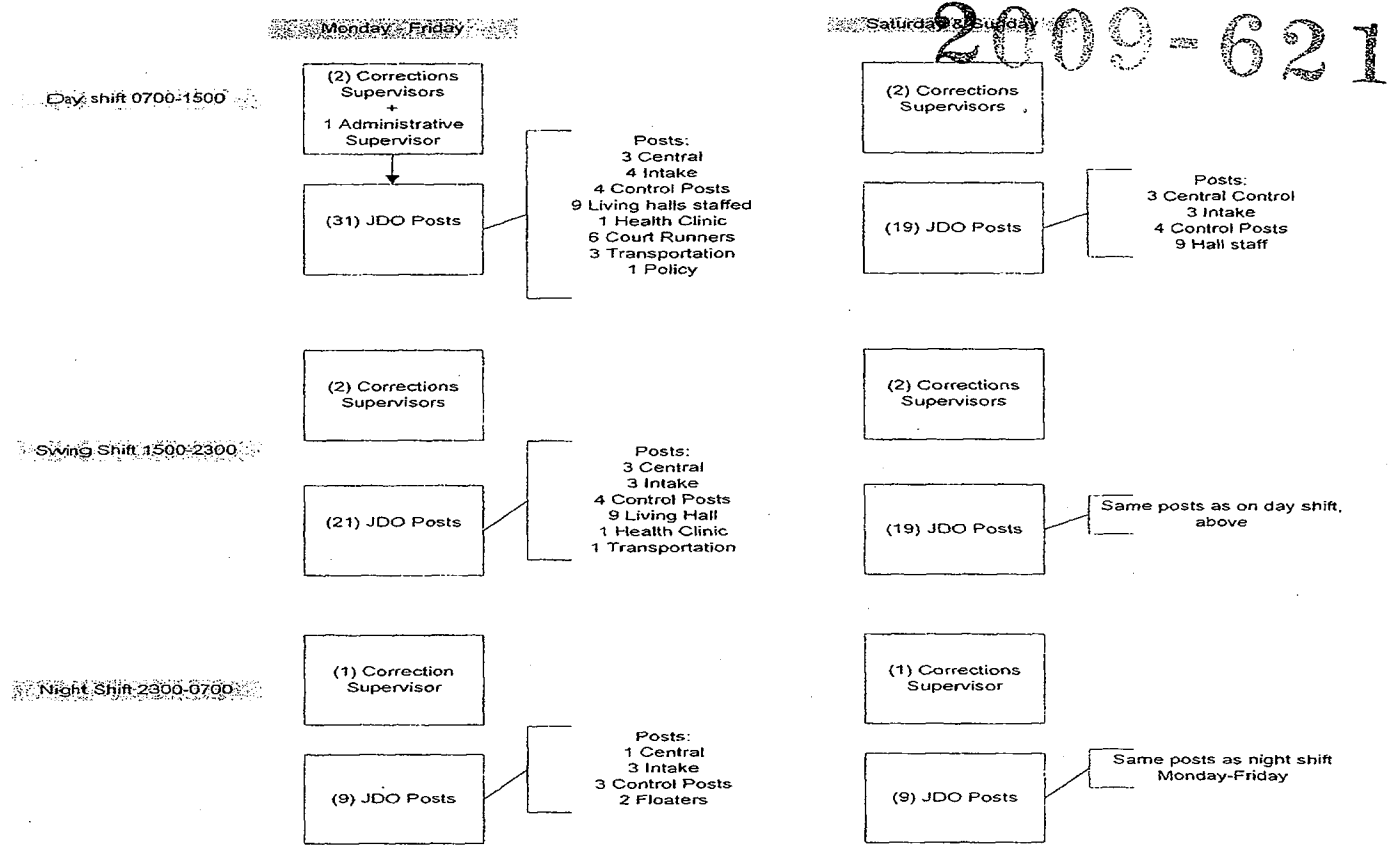 Monday - Friday
Saturday & Sunday
2009-621
Day shift 0700-1500
(2) Corrections
Supervisors
+
1 Administrative
Supervisor
(31) JDO Posts
Posts:
3 Central
4 Intake
4 Control Posts
9 Living halls staffed
1 Health Clinic
6 Court Runners
3 Transportation
1 Policy
(2) Corrections
Supervisors
(19) JDO Posts
Posts:
3 Central Control
3 Intake
4 Control Posts
9 Hall staff
Swing Shift 1500-2300
(2) Corrections
Supervisors
(21) JDO Posts
Posts:
3 Central
3 Intake
4 Control Posts
9 Living Hall
1 Health Clinic
1 Transportation
(2) Corrections
Supervisors
(19) JDO Posts
Same posts as on day shift,
above
Night Shift 2300-0700
(1) Correction
Supervisor
(9) JDO Posts
Posts:
1 Central
3 Intake
3 Control Posts
2 Floaters
(1) Corrections
Supervisor
(9) JDO Posts
Same posts as night shift
Monday-Friday